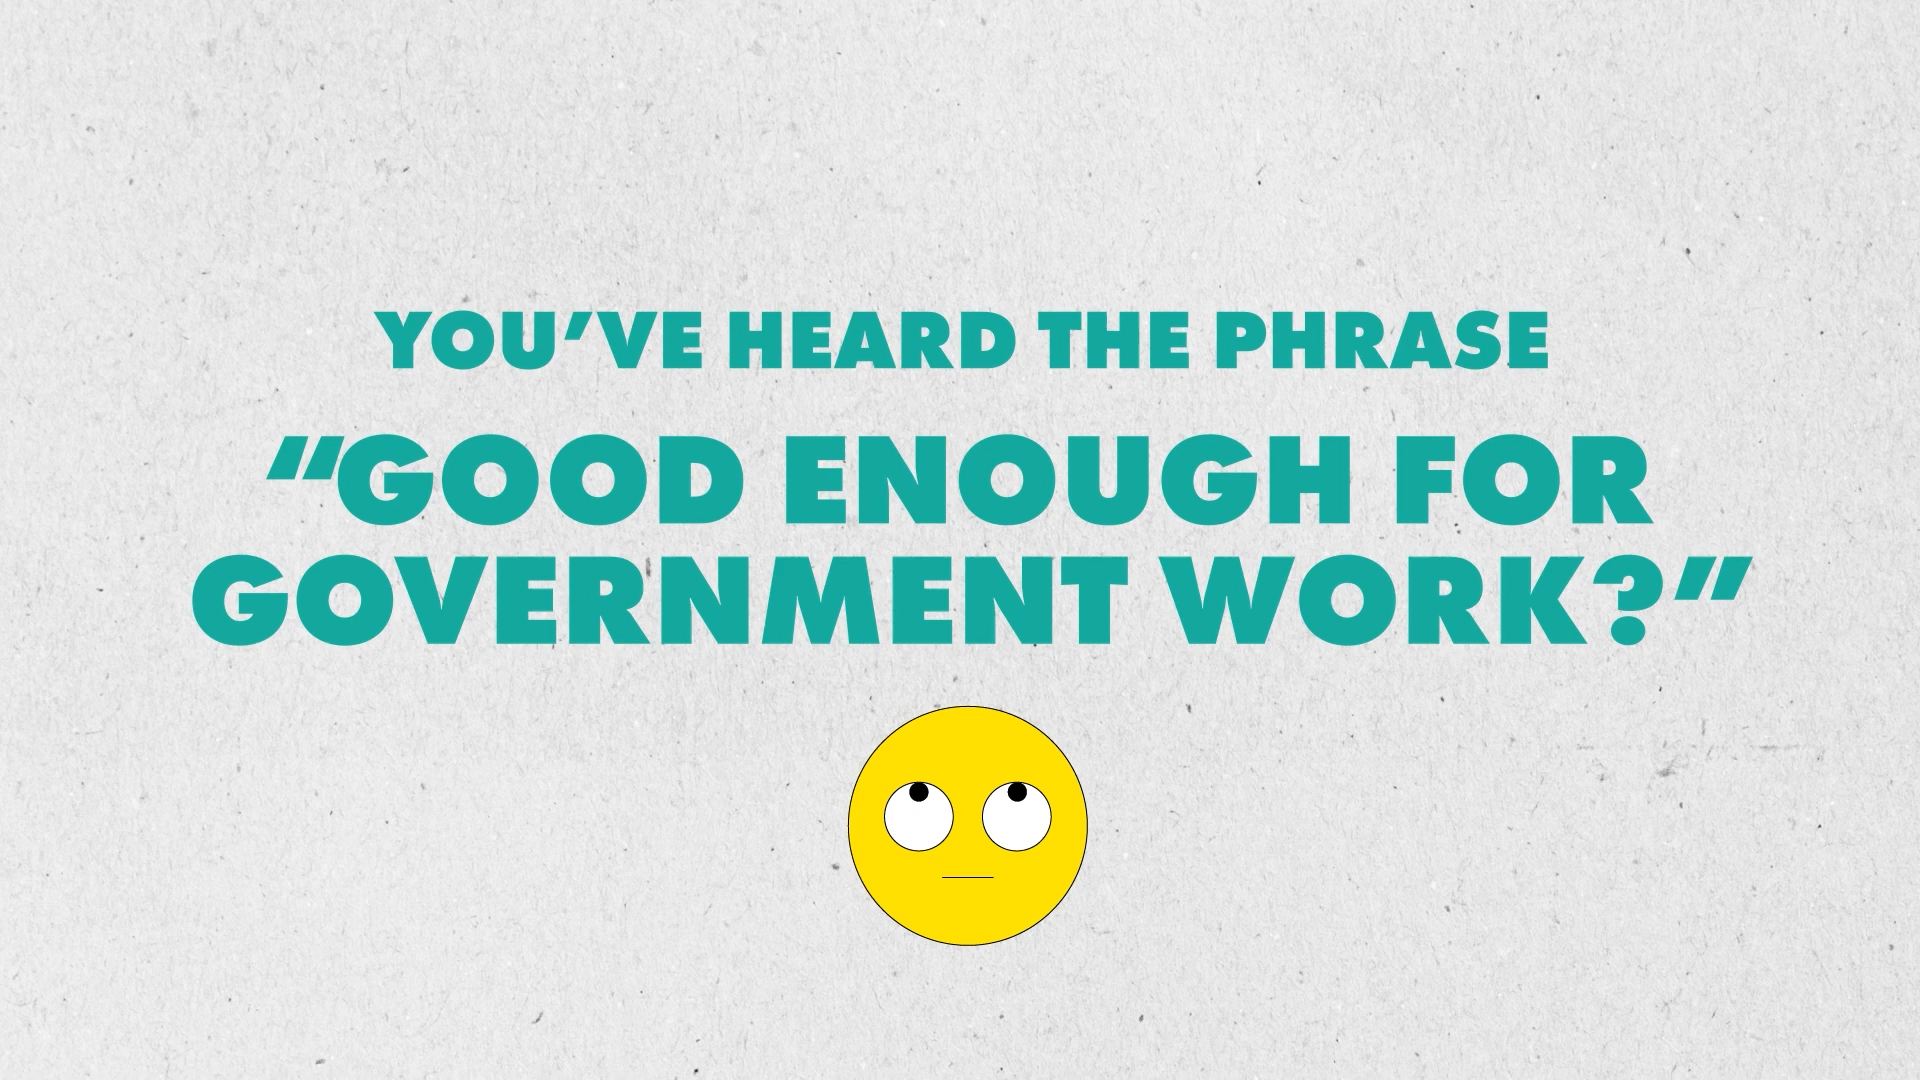 YOU’VE HEARD THE PHRASE
“GOOD ENOUGH FOR
GOVERNMENT WORK?”